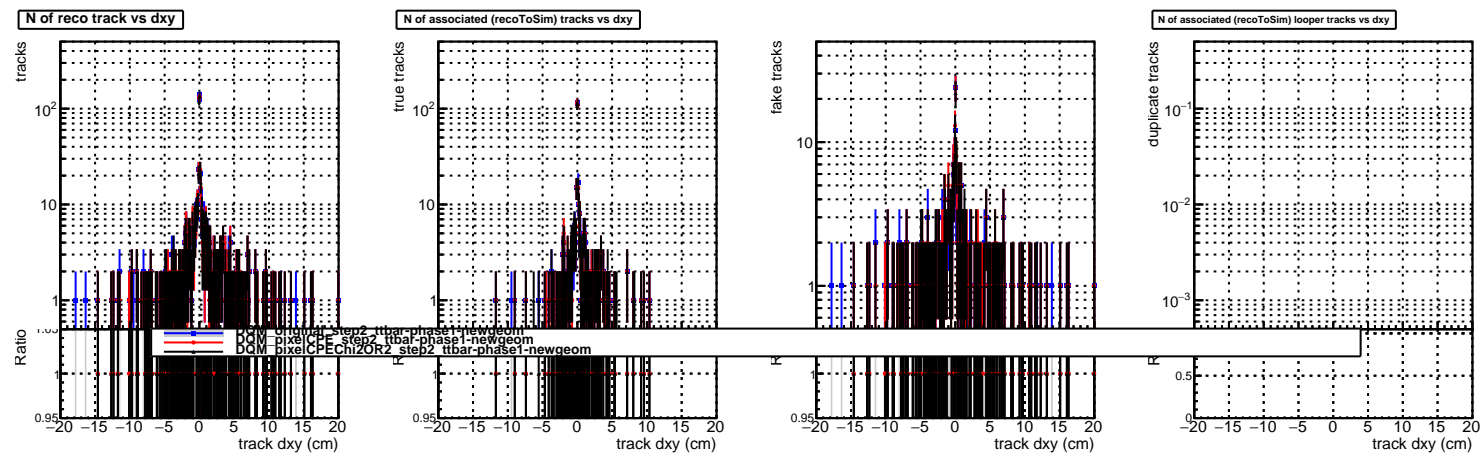 N of reco track vs dxy
N of associated (recoToSim) tracks vs dxy
N of associated (recoToSim) looper tracks vs dxy
tracks
10²
10
1
true tracks
10²
10
1
fake tracks
10
1
duplicate tracks
10⁻¹
10⁻²
10⁻³
DQM_original_step2_ttbar-phase1-newgeom
DQM_pixelCPE_step2_ttbar-phase1-newgeom
DQM_pixelCPEChi2OR2_step2_ttbar-phase1-newgeom
Ratio
1.05
1
0.95
1
0.95
1
0.95
0.5
0
−20 −15 −10 −5 0 5 10 15 20
track dxy (cm)
−20 −15 −10 −5 0 5 10 15 20
track dxy (cm)
−20 −15 −10 −5 0 5 10 15 20
track dxy (cm)
−20 −15 −10 −5 0 5 10 15 20
track dxy (cm)